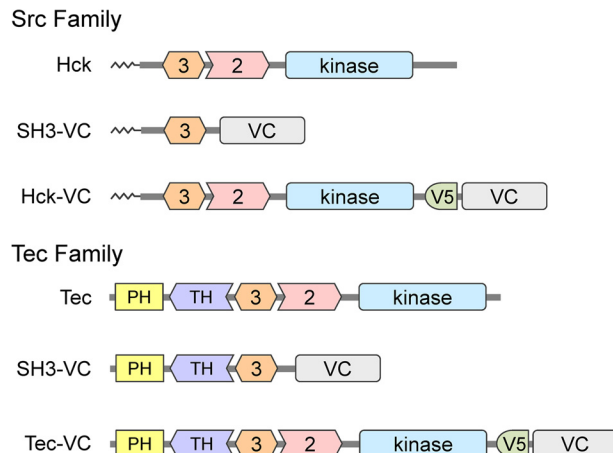 Src Family
Hck 3 2 kinase
SH3-VC 3 VC
Hck-VC 3 2 kinase V5 VC
Tec Family
Tec PH TH 3 2 kinase
SH3-VC PH TH 3 VC
Tec-VC PH TH 3 2 kinase V5 VC